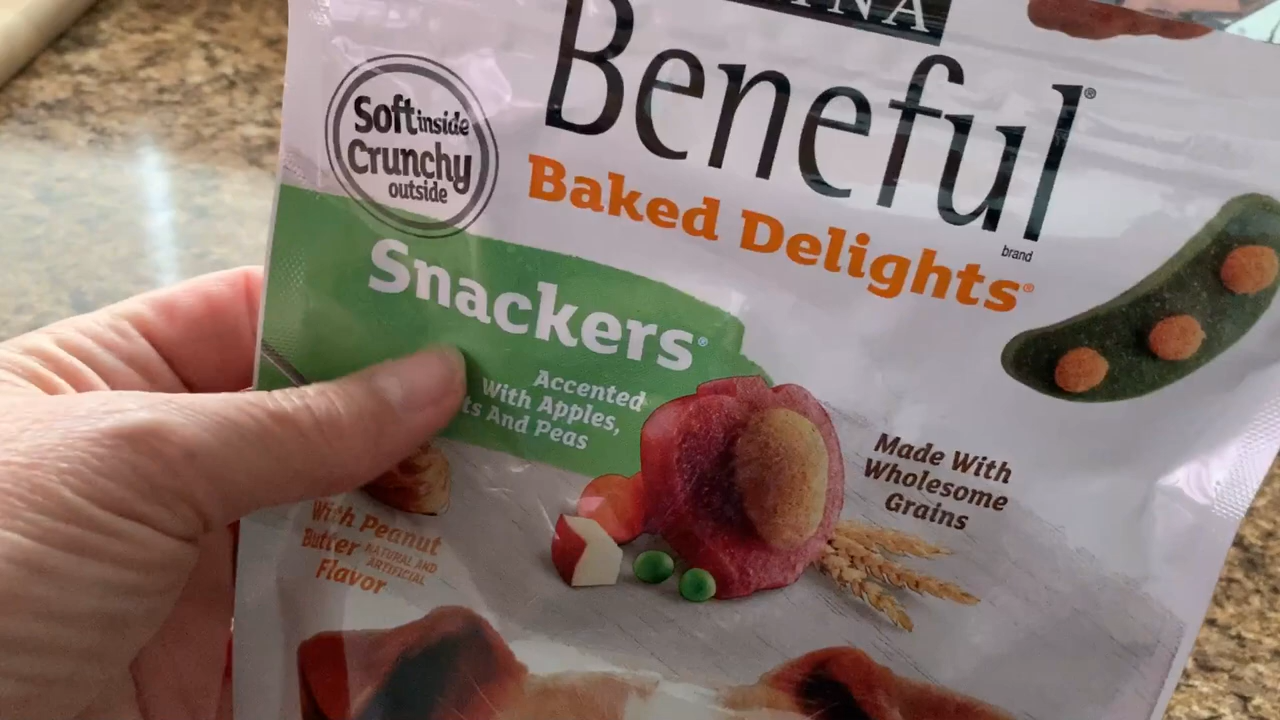 Beneful®
brand
Baked Delights®
Soft inside
Crunchy
outside
Snackers®
Accented
With Apples,
And Peas
Made With
Wholesome
Grains
With Peanut
Butter NATURAL AND
ARTIFICIAL
Flavor